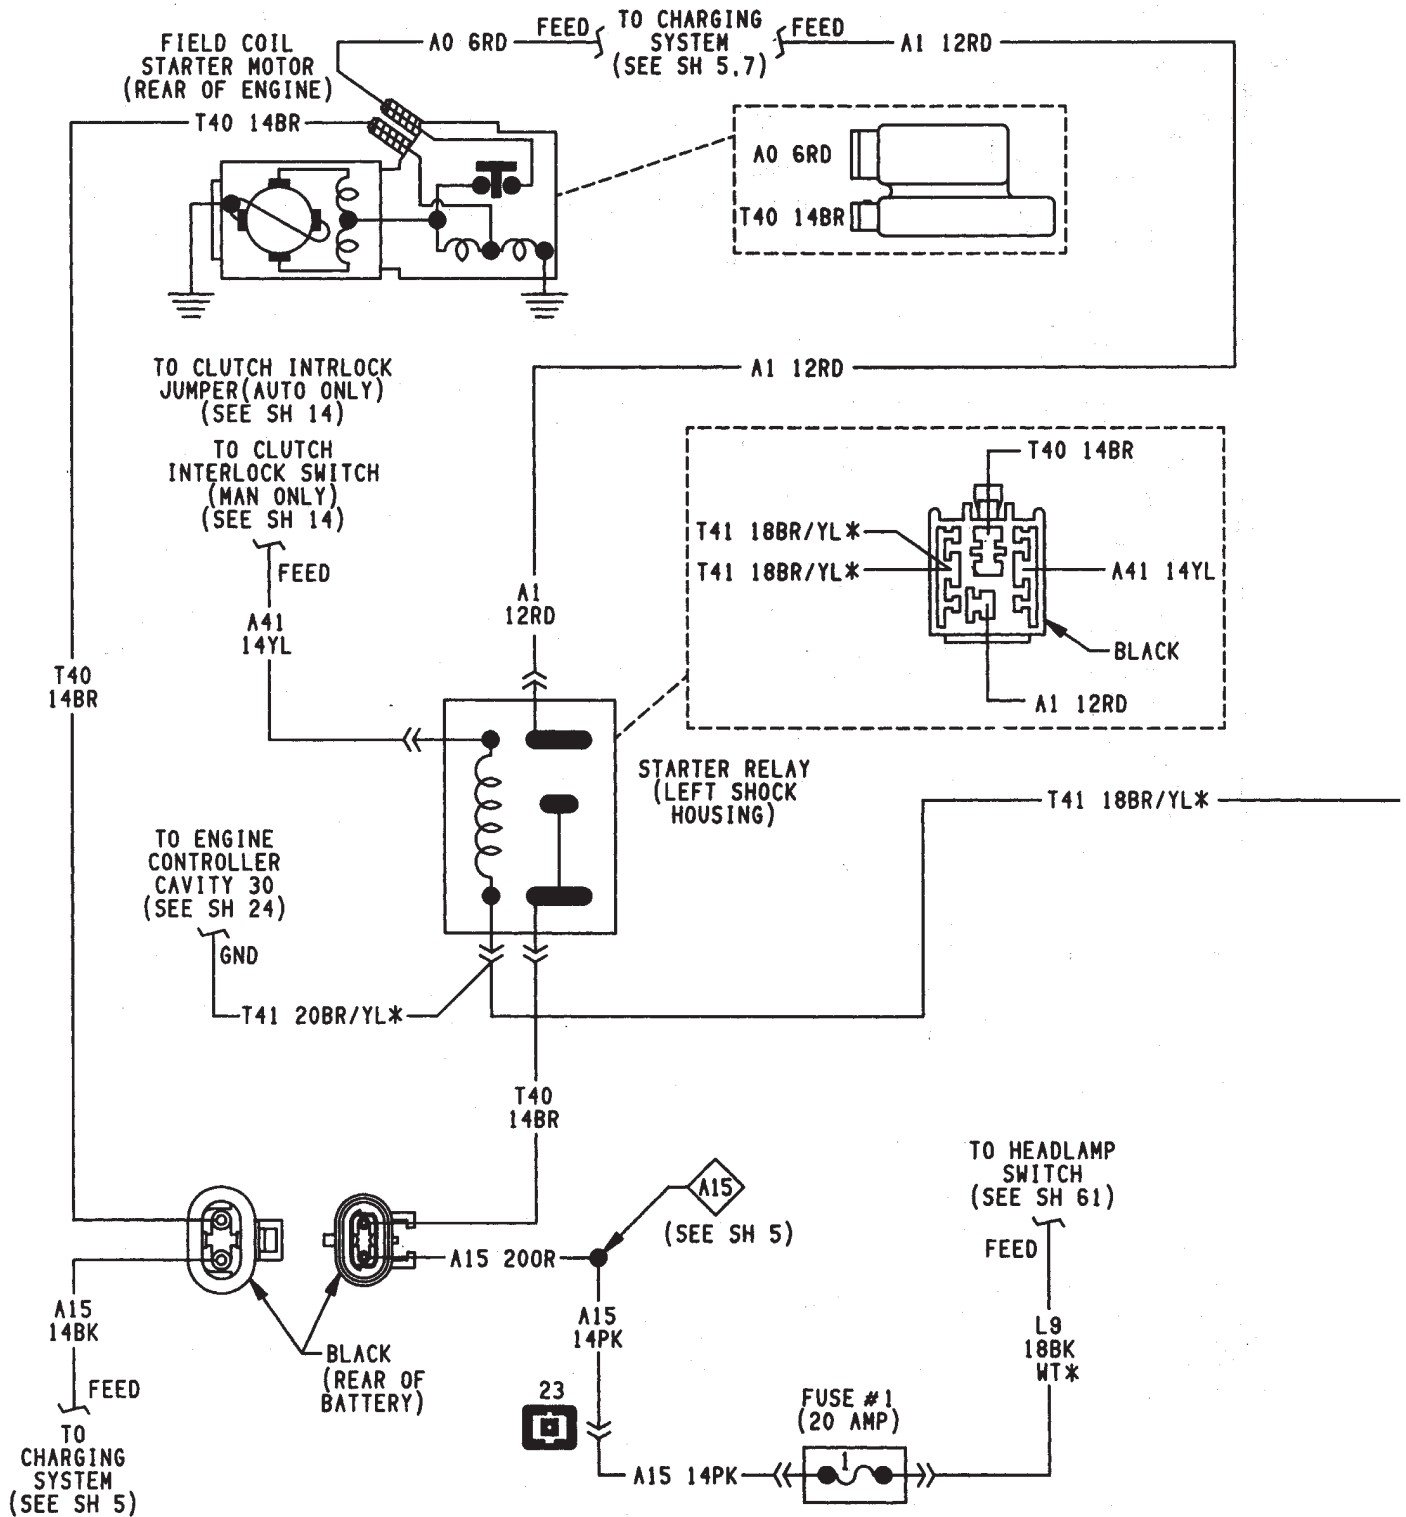 FIELD COIL
STARTER MOTOR
(REAR OF ENGINE)
A0 6RD
FEED
TO CHARGING
SYSTEM
(SEE SH 5,7)
FEED
A1 12RD
T40 14BR
A0 6RD
T40 14BR
A1 12RD
TO CLUTCH INTRLOCK
JUMPER(AUTO ONLY)
(SEE SH 14)
TO CLUTCH
INTERLOCK SWITCH
(MAN ONLY)
(SEE SH 14)
FEED
A41
14YL
A1
12RD
T40 14BR
T41 18BR/YL*
T41 18BR/YL*
A41 14YL
BLACK
A1 12RD
T40
14BR
STARTER RELAY
(LEFT SHOCK
HOUSING)
T41 18BR/YL*
TO ENGINE
CONTROLLER
CAVITY 30
(SEE SH 24)
GND
T41 20BR/YL*
T40
14BR
A15
(SEE SH 5)
TO HEADLAMP
SWITCH
(SEE SH 61)
FEED
A15 20OR
A15
14BK
FEED
TO
CHARGING
SYSTEM
(SEE SH 5)
BLACK
(REAR OF
BATTERY)
A15
14PK
23
L9
18BK
WT*
FUSE #1
(20 AMP)
1
A15 14PK